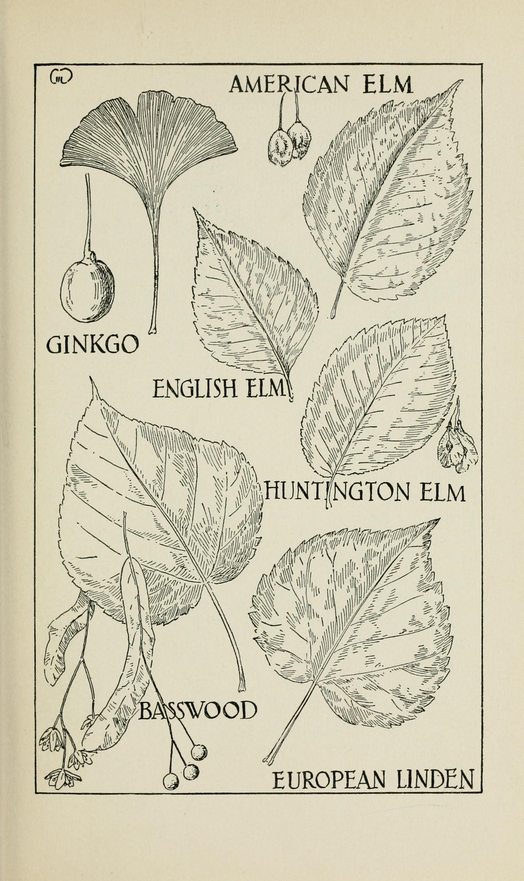 AMERICAN ELM
GINKGO
ENGLISH ELM
HUNTINGTON ELM
BASSWOOD
EUROPEAN LINDEN